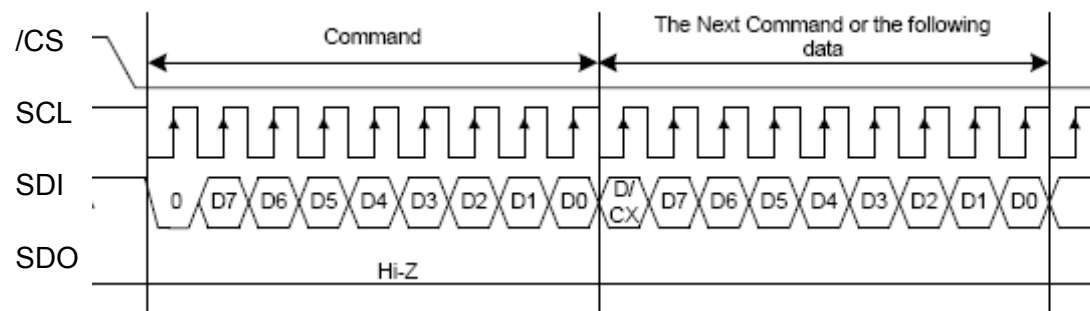 /CS
Command
The Next Command or the following
data
SCL
SDI
0 D7 D6 D5 D4 D3 D2 D1 D0 D/
CX D7 D6 D5 D4 D3 D2 D1 D0
SDO
Hi-Z